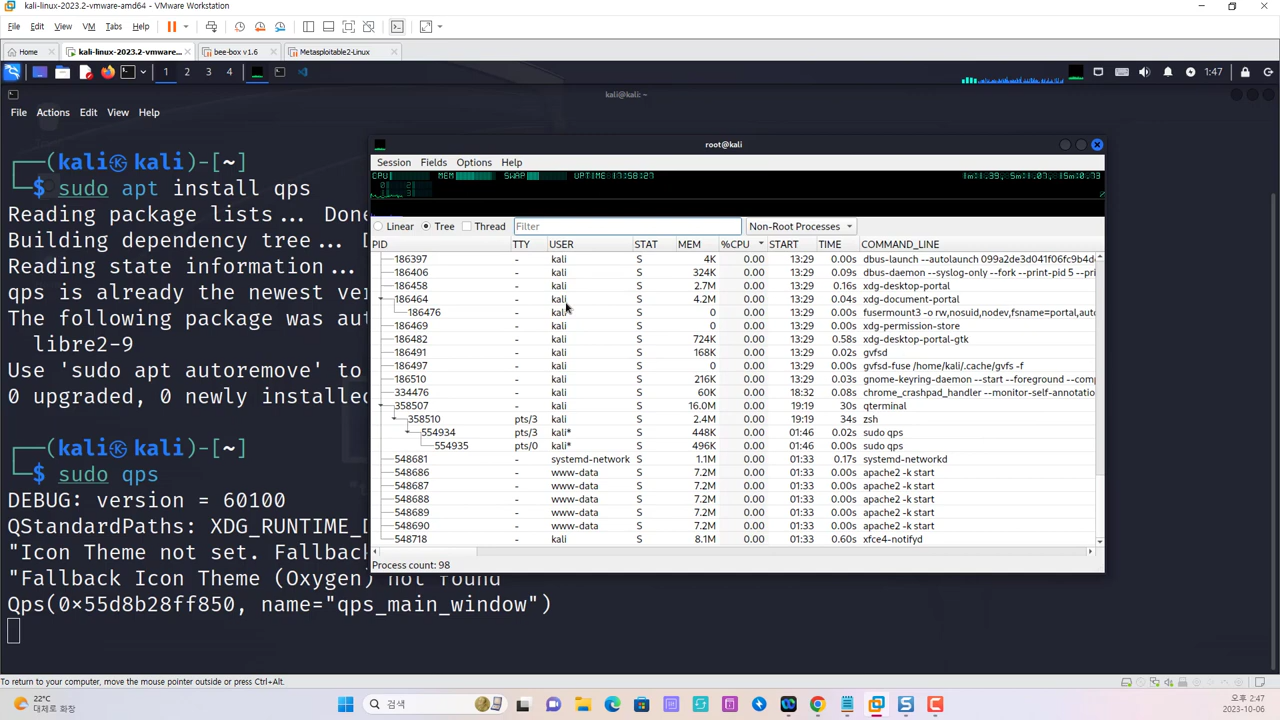 kali-linux-2023.2-vmware-amd64 - VMware Workstation
File Edit View VM Tabs Help
Home kali-linux-2023.2-vmware... bee-box v1.6 Metasploitable2-Linux
1 2 3 4 1:47
kali@kali: ~
File Actions Edit View Help
┌──(kali㉿kali)-[~]
└─$ sudo apt install qps
Reading package lists... Done
Building dependency tree...
Reading state information...
qps is already the newest
The following package was
libre2-9
Use 'sudo apt autoremove' to
0 upgraded, 0 newly installed
┌──(kali㉿kali)-[~]
└─$ sudo qps
DEBUG: version = 60100
QStandardPaths:
"Icon Theme not set.
"Fallback Icon Theme (Oxygen) not found
Qps(0×55d8b28ff850, name="qps_main_window")
root@kali
Session Fields Options Help
CPU MEM SWAP UPTIME 17:58:27 1m:1.39, 5m:1.07, 15m:0.73
Linear Tree Thread Filter Non-Root Processes
PID TTY USER STAT MEM %CPU START TIME COMMAND_LINE
186397 - kali S 4K 0.00 13:29 0.00s dbus-launch --autolaunch 099a2de3d041f06fc9b4d
186406 - kali S 324K 0.00 13:29 0.09s dbus-daemon --syslog-only --fork --print-pid 5 --pr
186458 - kali S 2.7M 0.00 13:29 0.16s xdg-desktop-portal
186464 - kali S 4.2M 0.00 13:29 0.04s xdg-document-portal
186476 - kali S 0 0.00 13:29 0.00s fusermount3 -o rw,nosuid,nodev,fsname=portal,aut
186469 - kali S 0 0.00 13:29 0.00s xdg-permission-store
186482 - kali S 724K 0.00 13:29 0.58s xdg-desktop-portal-gtk
186491 - kali S 168K 0.00 13:29 0.02s gvfsd
186497 - kali S 0 0.00 13:29 0.00s gvfsd-fuse /home/kali/.cache/gvfs -f
186510 - kali S 216K 0.00 13:29 0.03s gnome-keyring-daemon --start --foreground --comp
334476 - kali S 60K 0.00 18:32 0.08s chrome_crashpad_handler --monitor-self-annotatio
358507 - kali S 16.0M 0.00 19:19 30s qterminal
358510 pts/3 kali S 2.4M 0.00 19:19 34s zsh
554934 pts/3 kali* S 448K 0.00 01:46 0.02s sudo qps
554935 pts/0 kali* S 496K 0.00 01:46 0.00s sudo qps
548681 - systemd-network S 1.1M 0.00 01:33 0.17s systemd-networkd
548686 - www-data S 7.2M 0.00 01:33 0.00s apache2 -k start
548687 - www-data S 7.2M 0.00 01:33 0.00s apache2 -k start
548688 - www-data S 7.2M 0.00 01:33 0.00s apache2 -k start
548689 - www-data S 7.2M 0.00 01:33 0.00s apache2 -k start
548690 - www-data S 7.2M 0.00 01:33 0.00s apache2 -k start
548718 - kali S 8.1M 0.00 01:33 0.60s xfce4-notifyd
Process count: 98
To return to your computer, move the mouse pointer outside or press Ctrl+Alt.
22°C
대체로 화창
검색
오후 2:47
2023-10-06